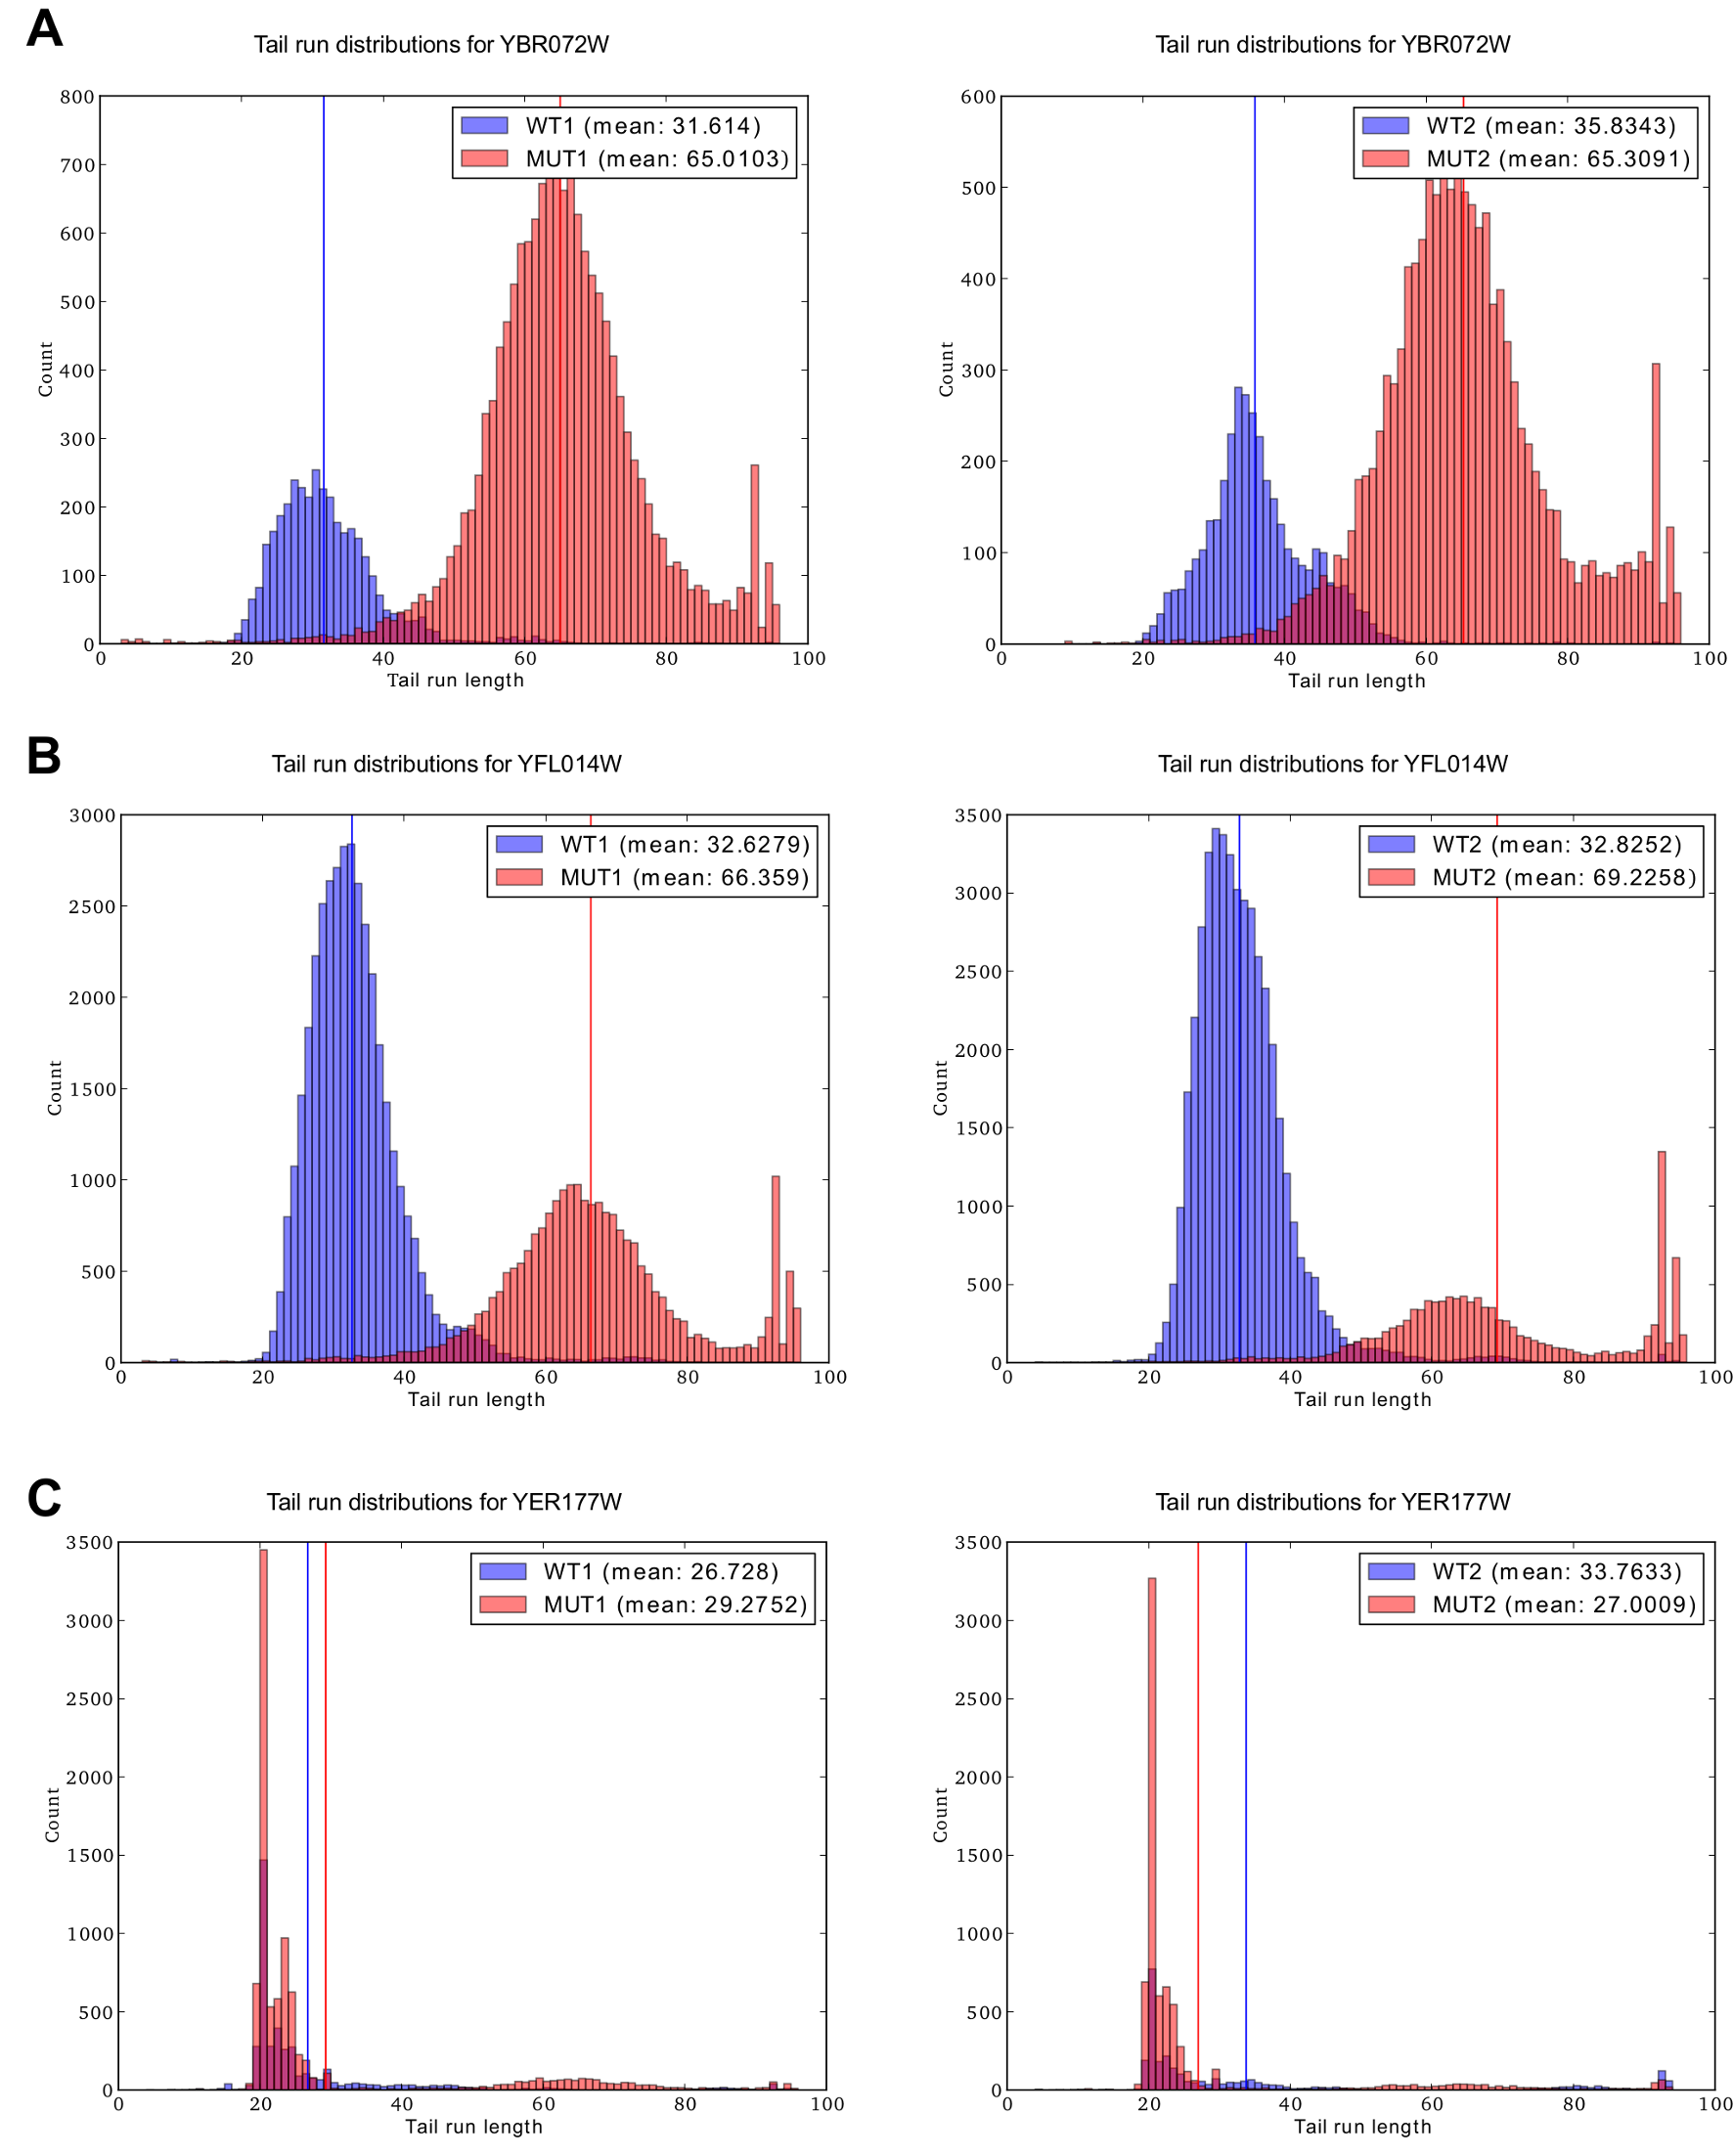 A
Tail run distributions for YBR072W
WT1 (mean: 31.614)
MUT1 (mean: 65.0103)
800
700
600
500
400
300
200
100
0
Count
0 20 40 60 80 100
Tail run length
Tail run distributions for YBR072W
WT2 (mean: 35.8343)
MUT2 (mean: 65.3091)
600
500
400
300
200
100
0
Count
0 20 40 60 80 100
Tail run length
B
Tail run distributions for YFL014W
WT1 (mean: 32.6279)
MUT1 (mean: 66.359)
3000
2500
2000
1500
1000
500
0
Count
0 20 40 60 80 100
Tail run length
Tail run distributions for YFL014W
WT2 (mean: 32.8252)
MUT2 (mean: 69.2258)
3500
3000
2500
2000
1500
1000
500
0
Count
0 20 40 60 80 100
Tail run length
C
Tail run distributions for YER177W
WT1 (mean: 26.728)
MUT1 (mean: 29.2752)
3500
3000
2500
2000
1500
1000
500
0
Count
0 20 40 60 80 100
Tail run length
Tail run distributions for YER177W
WT2 (mean: 33.7633)
MUT2 (mean: 27.0009)
3500
3000
2500
2000
1500
1000
500
0
Count
0 20 40 60 80 100
Tail run length